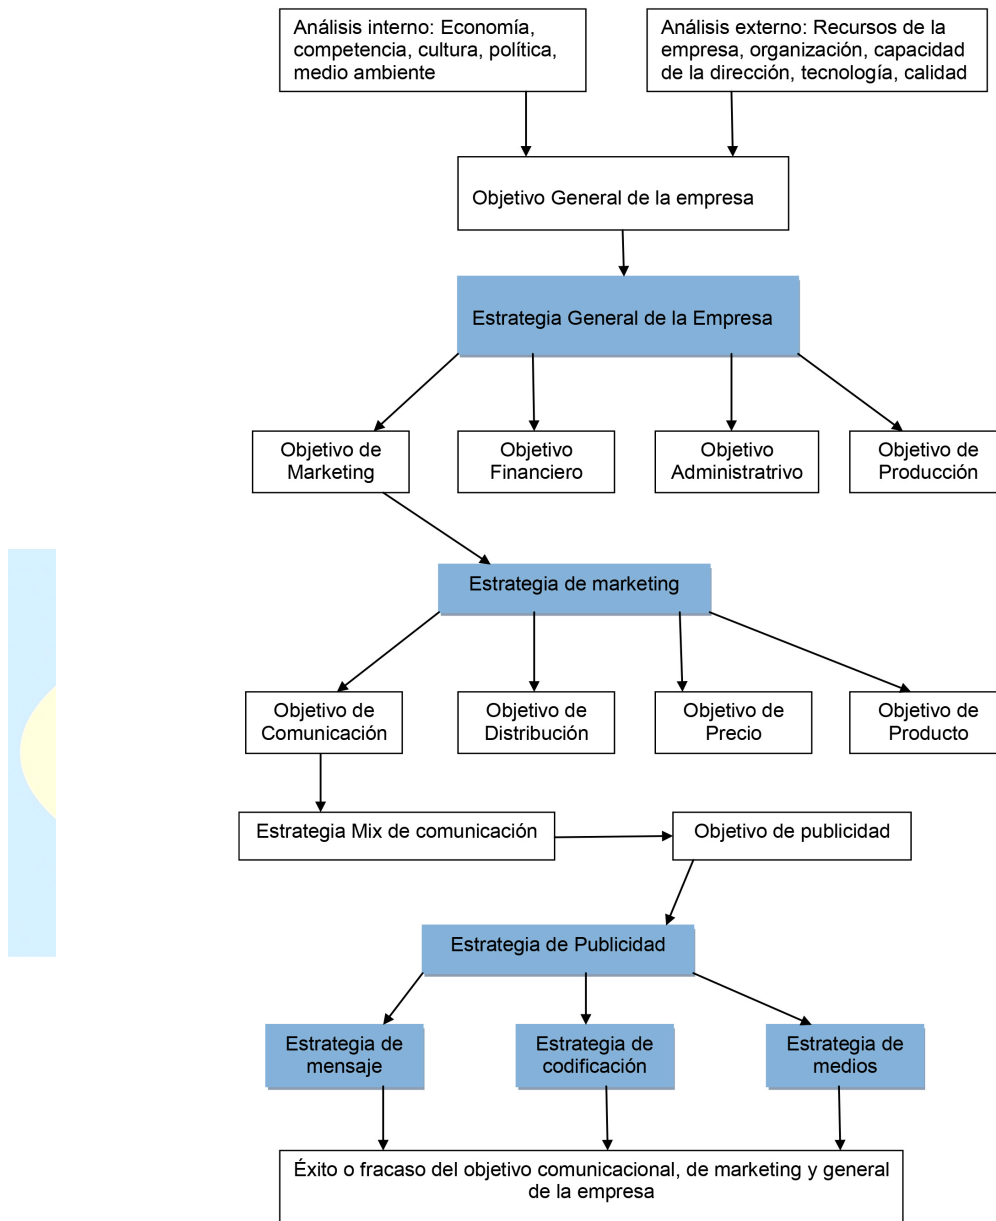 Análisis interno: Economía,
competencia, cultura, política,
medio ambiente
Análisis externo: Recursos de la
empresa, organización, capacidad
de la dirección, tecnología, calidad
Objetivo General de la empresa
Estrategia General de la Empresa
Objetivo de
Marketing
Objetivo
Financiero
Objetivo
Administratrivo
Objetivo de
Producción
Estrategia de marketing
Objetivo de
Comunicación
Objetivo de
Distribución
Objetivo de
Precio
Objetivo de
Producto
Estrategia Mix de comunicación
Objetivo de publicidad
Estrategia de Publicidad
Estrategia de
mensaje
Estrategia de
codificación
Estrategia de
medios
Éxito o fracaso del objetivo comunicacional, de marketing y general
de la empresa